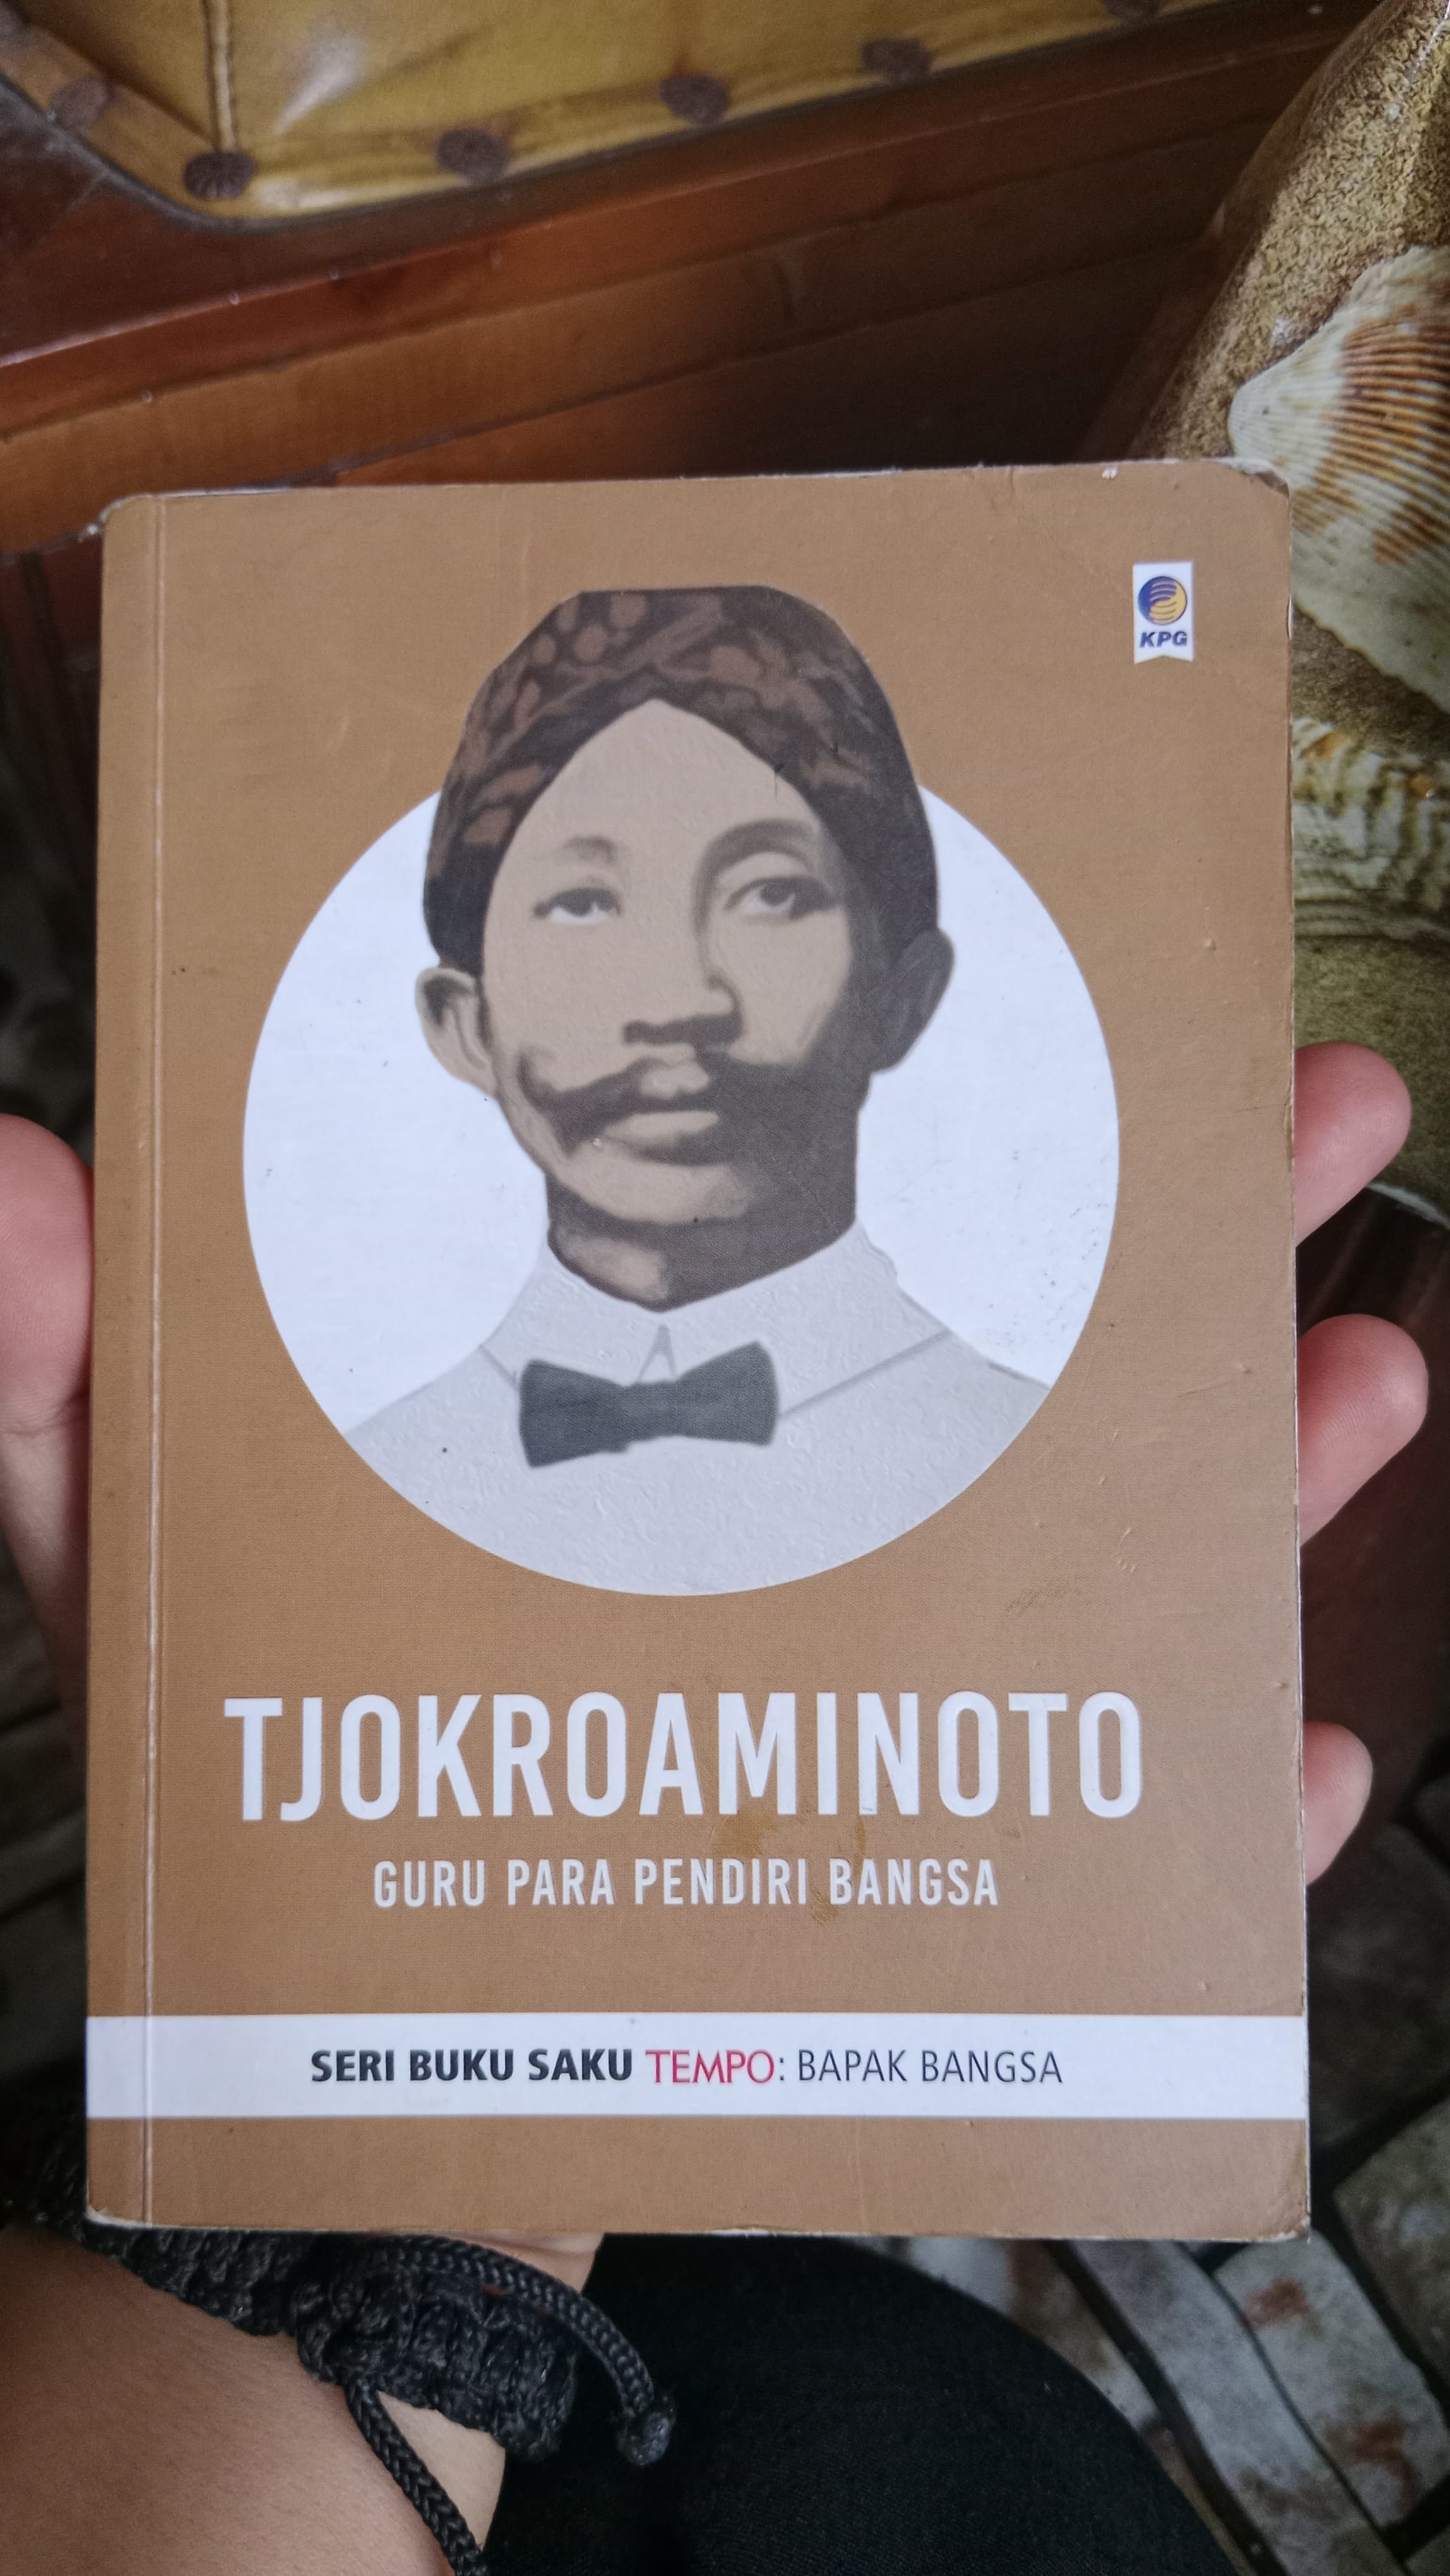 KPG
TJOKROAMINOTO
GURU PARA PENDIRI BANGSA
SERI BUKU SAKU TEMPO: BAPAK BANGSA